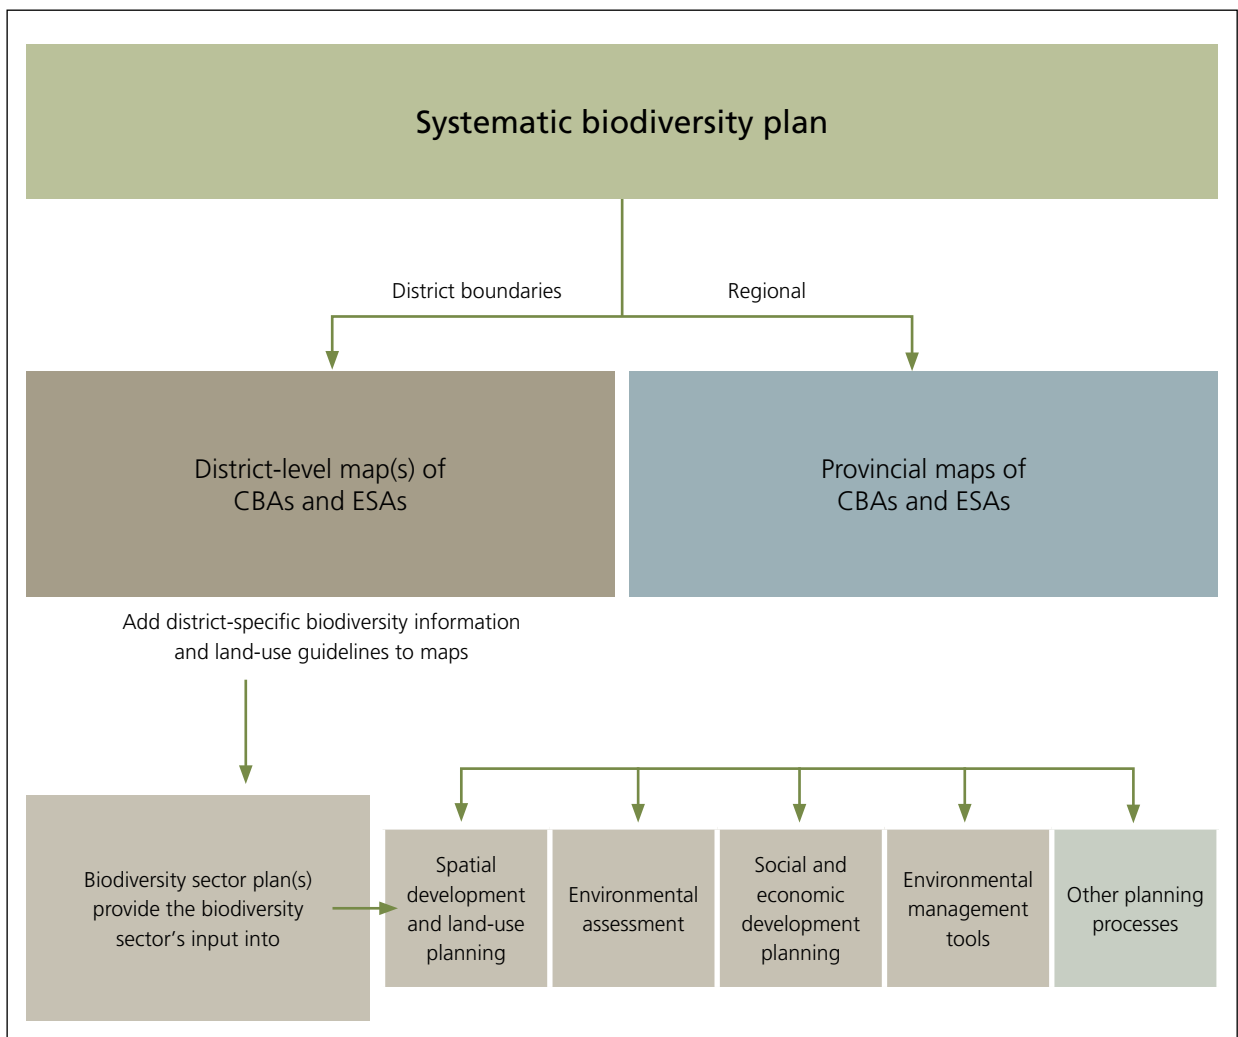 Systematic biodiversity plan
District boundaries
Regional
District-level map(s) of
CBAs and ESAs
Provincial maps of
CBAs and ESAs
Add district-specific biodiversity information
and land-use guidelines to maps
Biodiversity sector plan(s)
provide the biodiversity
sector’s input into
Spatial
development
and land-use
planning
Environmental
assessment
Social and
economic
development
planning
Environmental
management
tools
Other planning
processes